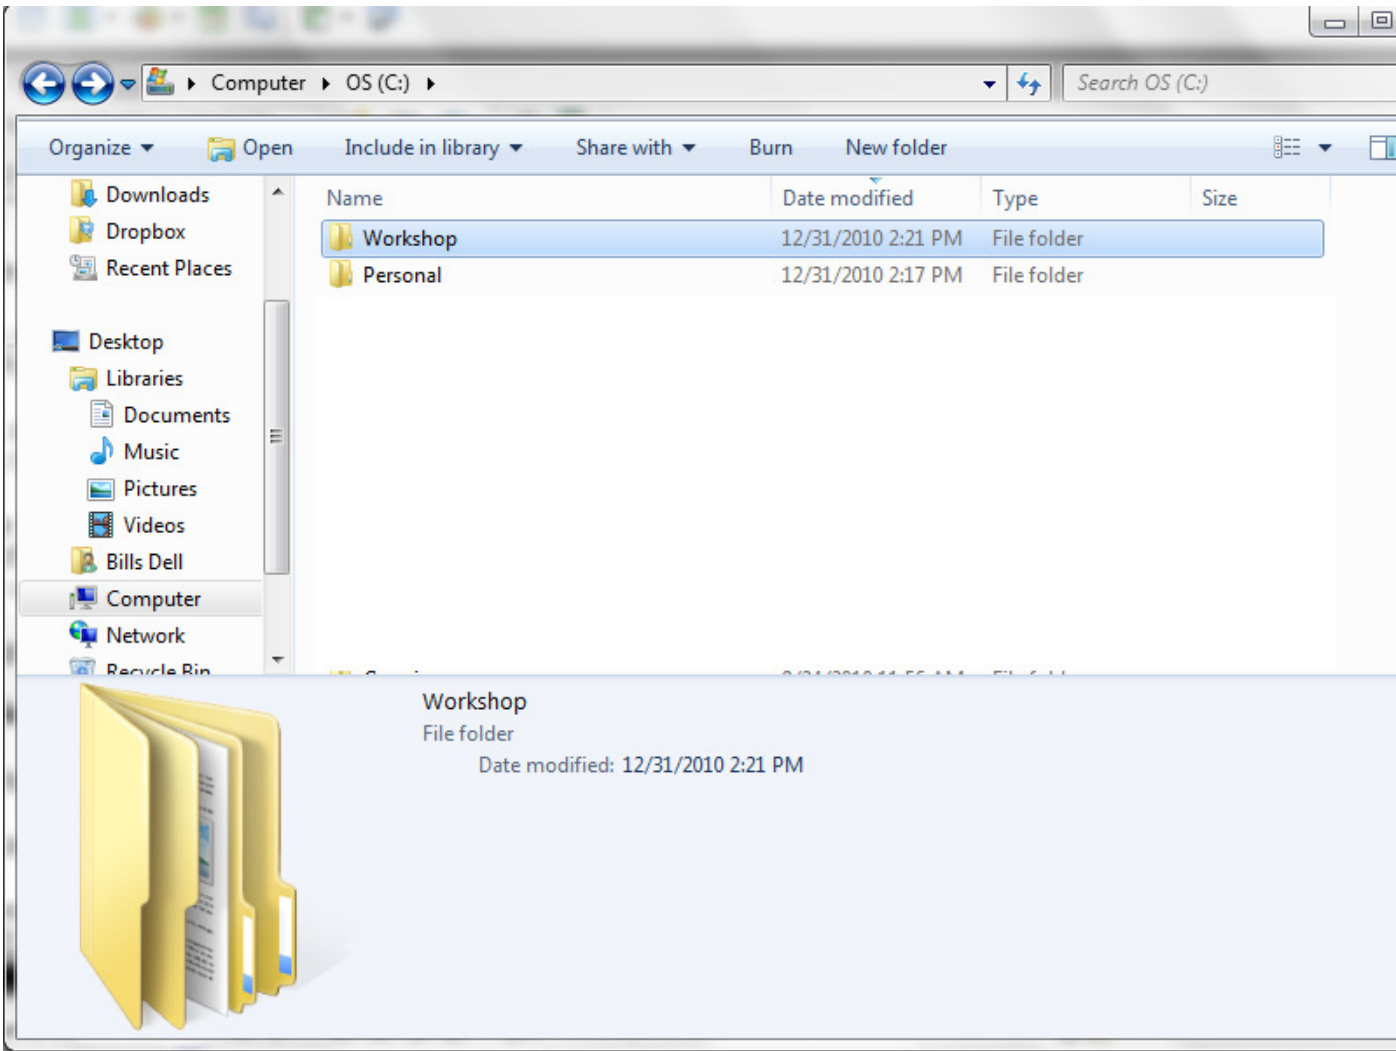 Computer OS (C:) Search OS (C:)
Organize Open Include in library Share with Burn New folder
Downloads
Dropbox
Recent Places
Desktop
Libraries
Documents
Music
Pictures
Videos
Bills Dell
Computer
Network
Recycle Bin
Name Date modified Type Size
Workshop 12/31/2010 2:21 PM File folder
Personal 12/31/2010 2:17 PM File folder
Workshop
File folder
Date modified: 12/31/2010 2:21 PM